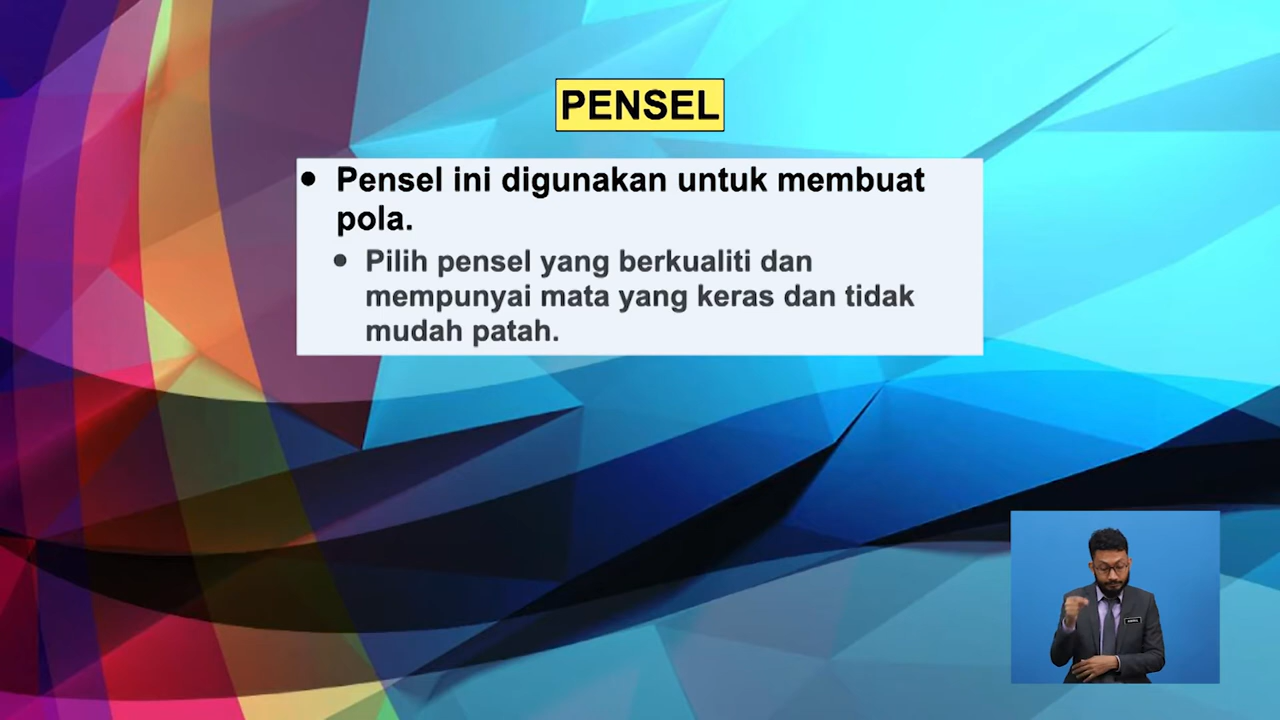 PENSEL
• Pensel ini digunakan untuk membuat
pola.
• Pilih pensel yang berkualiti dan
mempunyai mata yang keras dan tidak
mudah patah.